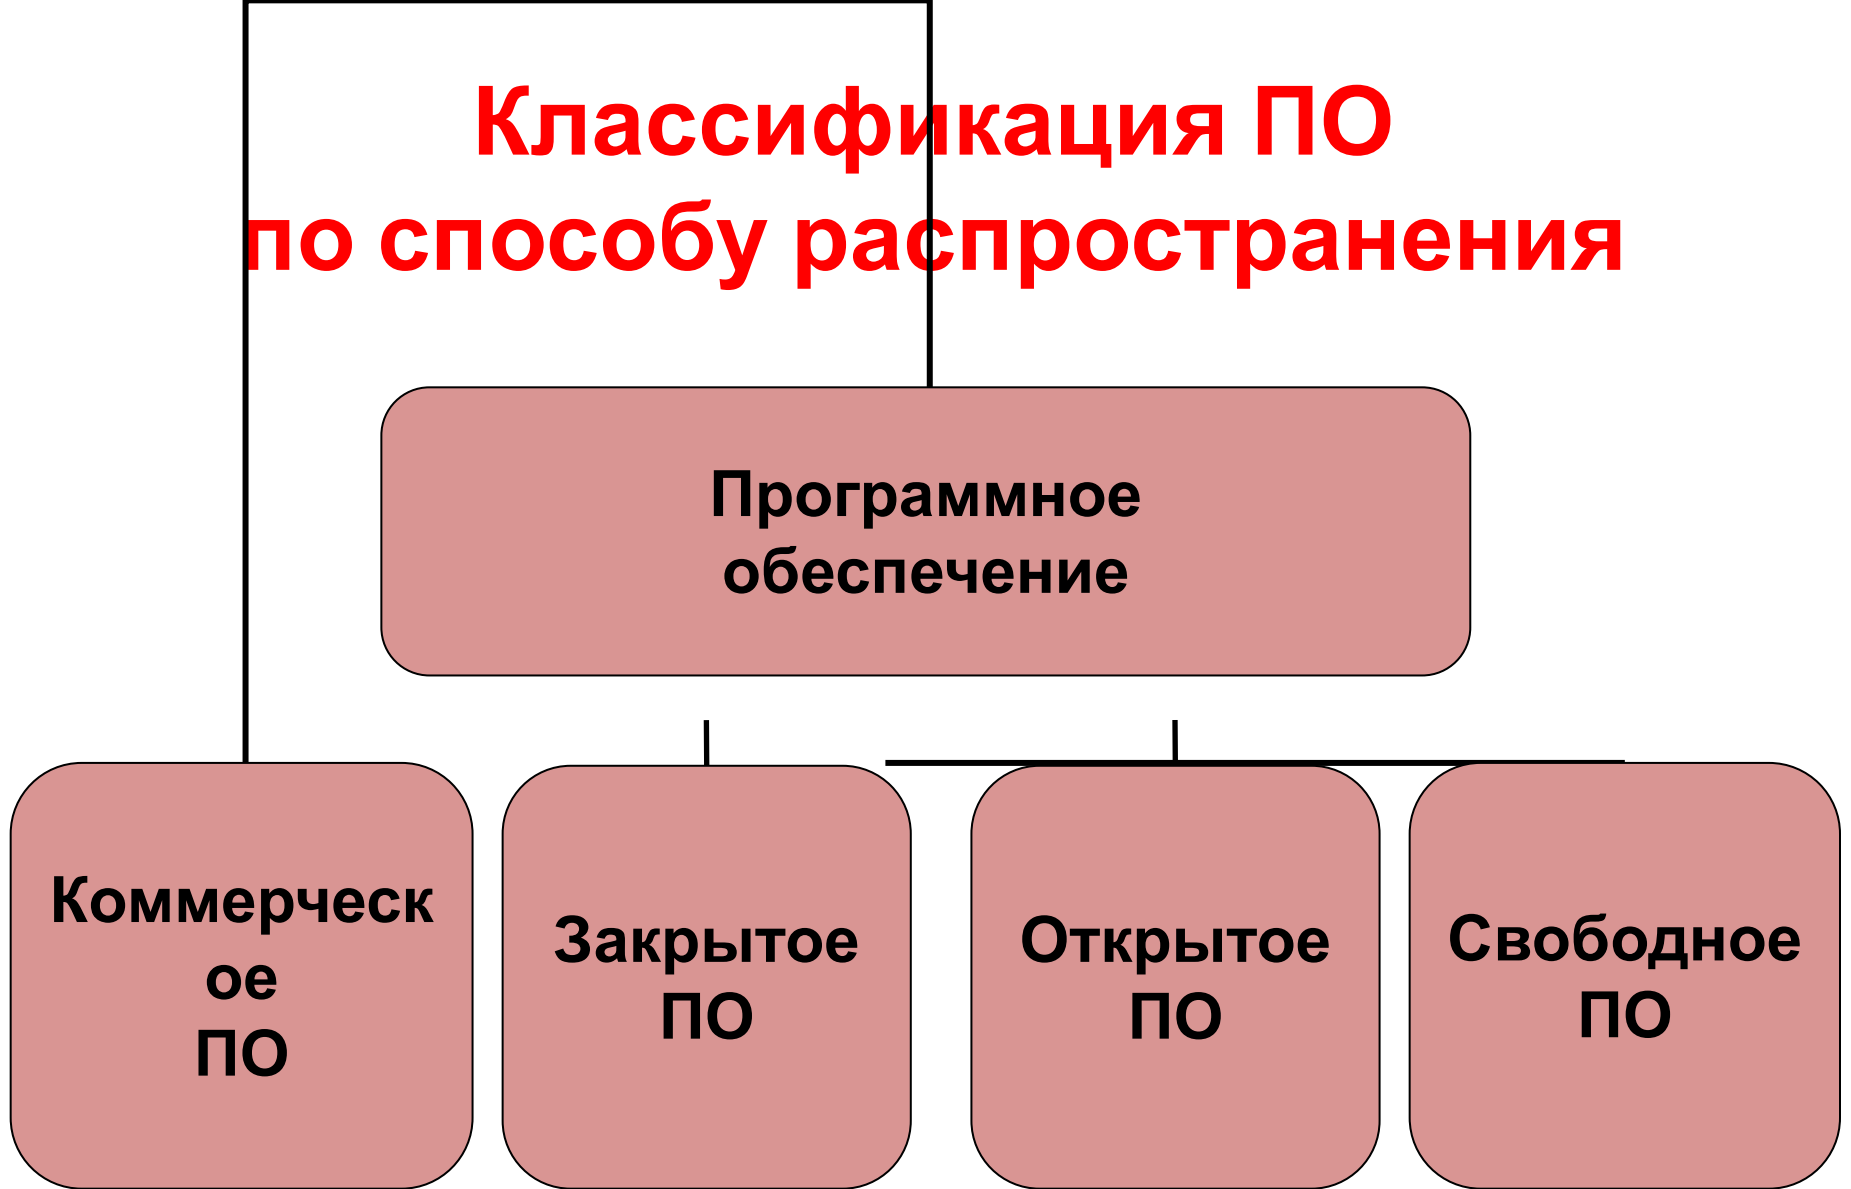 Классификация ПО
по способу распространения
Программное
обеспечение
Коммерческ
ое
ПО
Закрытое
ПО
Открытое
ПО
Свободное
ПО